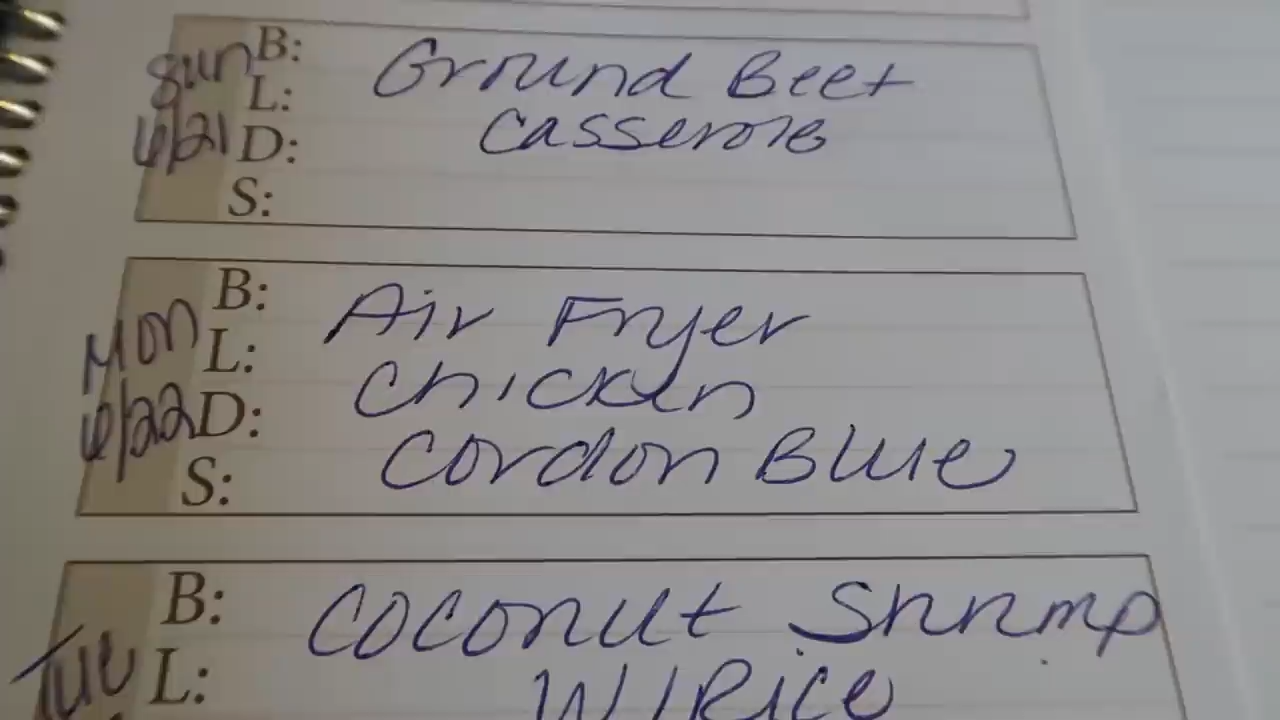 Sun
6/21
B:
L:
D:
S:
Ground Beef
Casserole
Mon
6/22
B:
L:
D:
S:
Air Fryer
Chicken
Cordon Blue
Tue
B:
L:
Coconut Shrimp
W/Rice